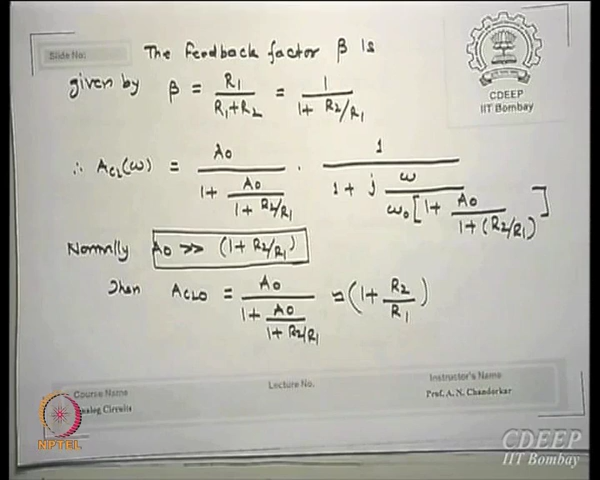 Slide No:
The feedback factor β is
given by β = R1/(R1+R2) = 1/(1+ R2/R1)
CDEEP
IIT Bombay
∴ ACL(ω) = A0/(1 + A0/(1+R2/R1)) · 1/(1 + j ω/(ω0[1+ A0/(1+(R2/R1))]))
Normally A0 >> (1+R2/R1)
Then ACL0 = A0/(1+ A0/(1+R2/R1)) ≃ (1+ R2/R1)
Course Name
Analog Circuits
Lecture No.
Instructor's Name
Prof. A. N. Chandorkar
NPTEL
CDEEP
IIT Bombay